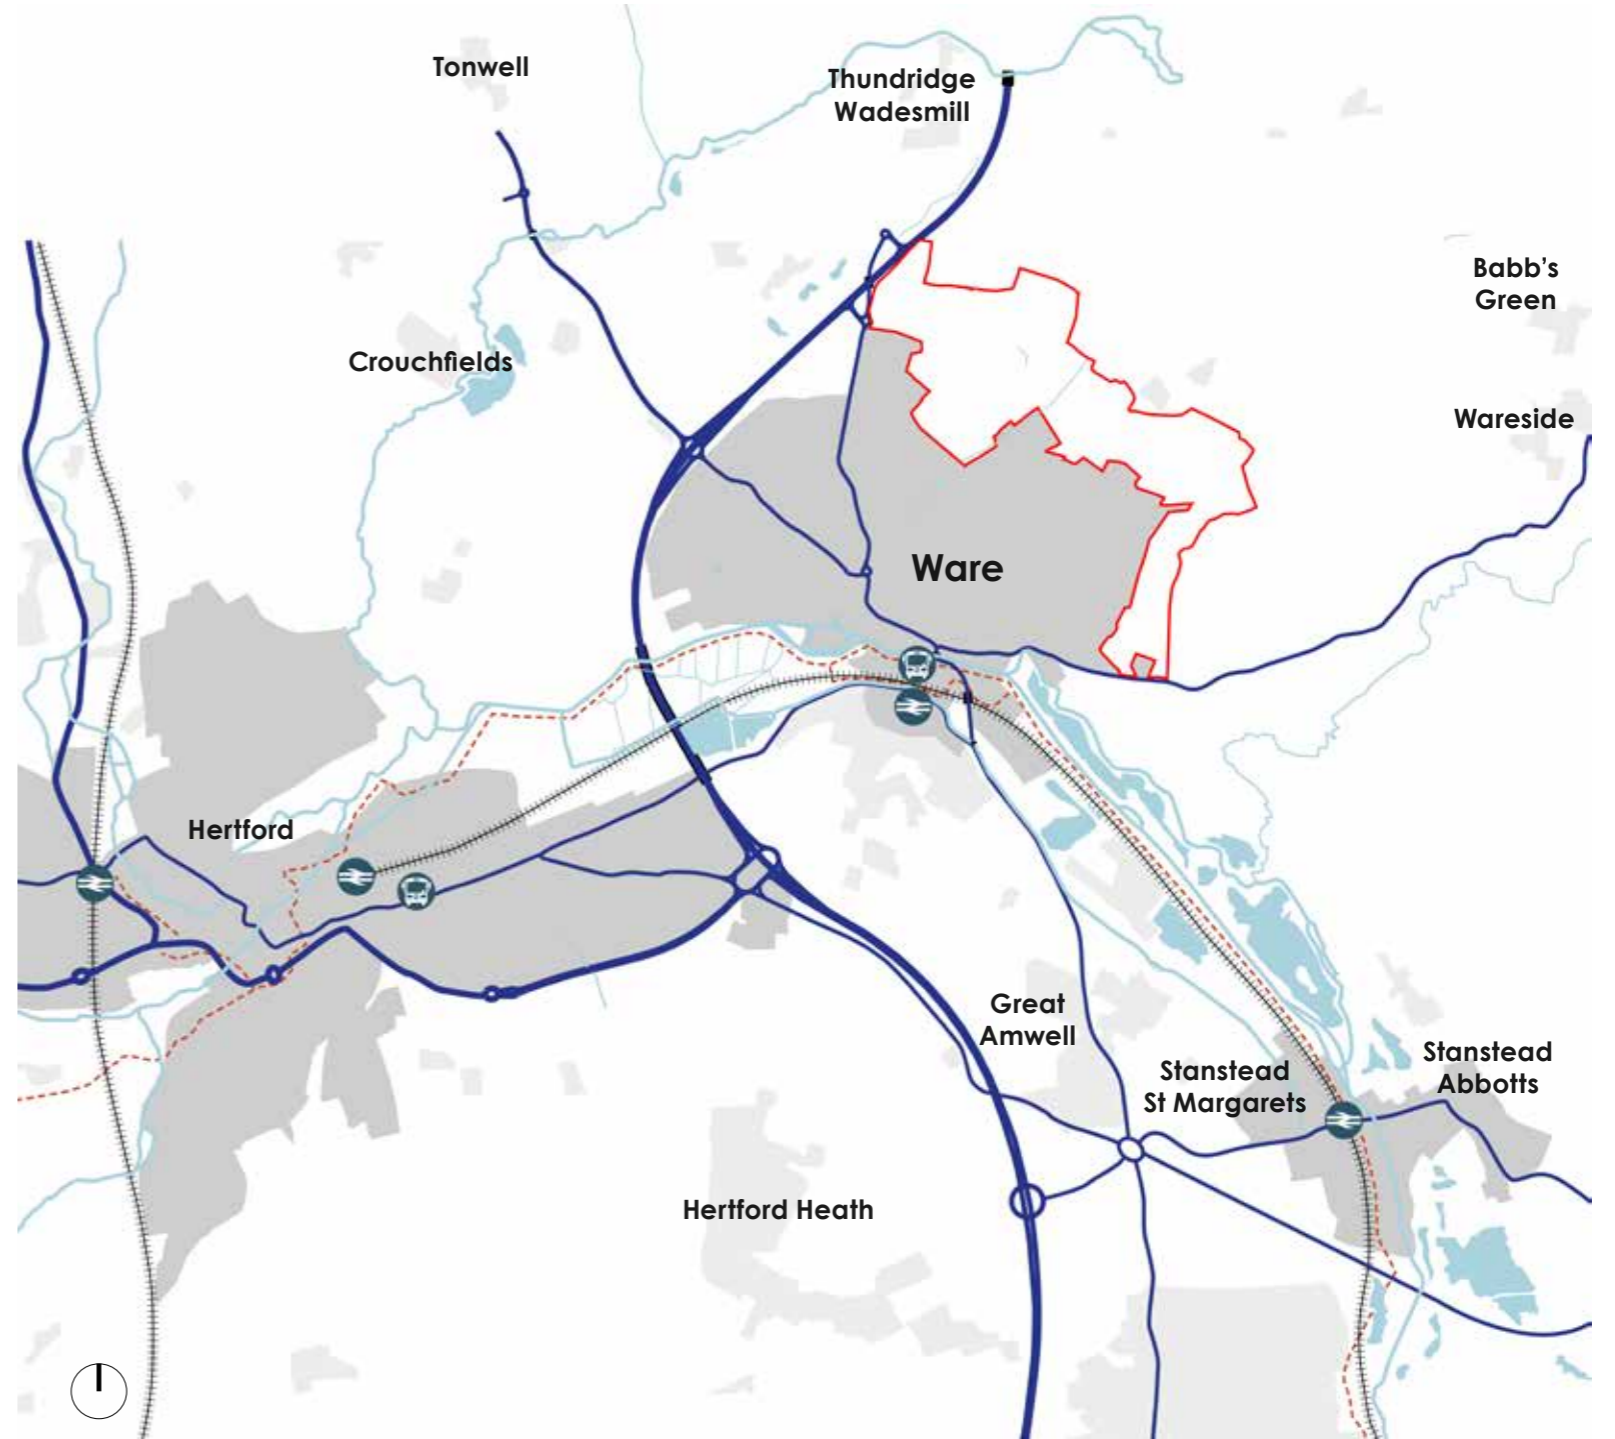 Tonwell
Thundridge
Wadesmill
Babb's
Green
Crouchfields
Wareside
Ware
Hertford
Great
Amwell
Stanstead
St Margarets
Stanstead
Abbotts
Hertford Heath